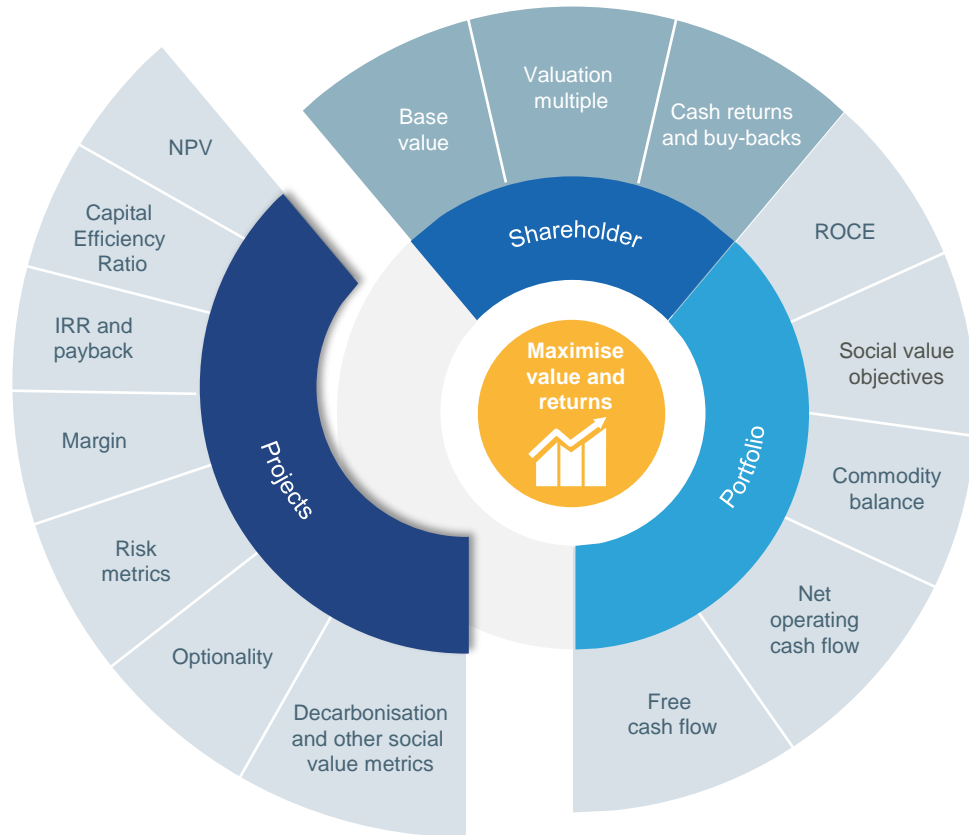 Maximise
value and
returns
Shareholder
Base
value
Valuation
multiple
Cash returns
and buy-backs
Portfolio
ROCE
Social value
objectives
Commodity
balance
Net
operating
cash flow
Free
cash flow
Projects
NPV
Capital
Efficiency
Ratio
IRR and
payback
Margin
Risk
metrics
Optionality
Decarbonisation
and other social
value metrics